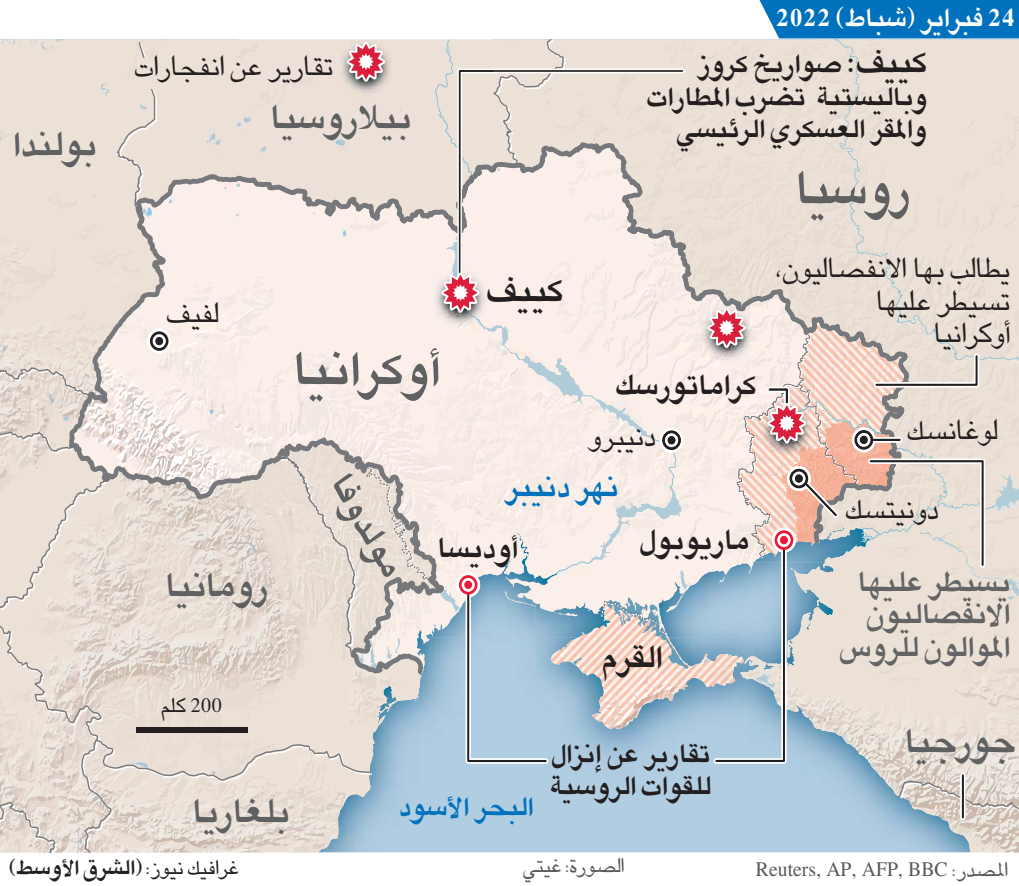 24 فبراير (شباط) 2022
تقارير عن انفجارات
كييف: صواريخ كروز
وباليستية تضرب المطارات
والمقر العسكري الرئيسي
بيلاروسيا
بولندا
روسيا
يطالب بها الانفصاليون،
تسيطر عليها
أوكرانيا
كييف
لفيف
أوكرانيا
كراماتورسك
لوغانسك
دنيبرو
نهر دنيبر
دونيتسك
مولدوفا
ماريوبول
أوديسا
رومانيا
يسيطر عليها
الانفصاليون
الموالون للروس
القرم
200 كلم
جورجيا
تقارير عن إنزال
للقوات الروسية
البحر الأسود
بلغاريا
المصدر: Reuters, AP, AFP, BBC
الصورة: غيتي
غرافيك نيوز: (الشرق الأوسط)